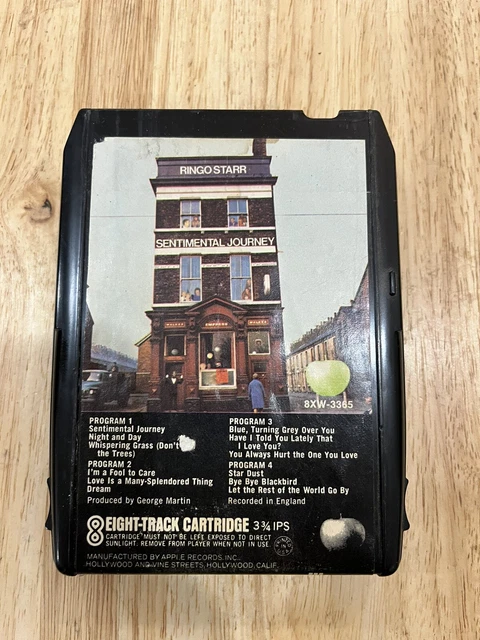 RINGO STARR
SENTIMENTAL JOURNEY
EMPRESS
8XW-3365
PROGRAM 1
Sentimental Journey
Night and Day
Whispering Grass (Don't
the Trees)
PROGRAM 2
I'm a Fool to Care
Love Is a Many-Splendored Thing
Dream
Produced by George Martin
PROGRAM 3
Blue, Turning Grey Over You
Have I Told You Lately That
I Love You?
You Always Hurt the One You Love
PROGRAM 4
Star Dust
Bye Bye Blackbird
Let the Rest of the World Go By
Recorded in England
8 EIGHT-TRACK CARTRIDGE 3¾ IPS
CARTRIDGE MUST NOT BE LEFT EXPOSED TO DIRECT
SUNLIGHT. REMOVE FROM PLAYER WHEN NOT IN USE.
MANUFACTURED BY APPLE RECORDS, INC.,
HOLLYWOOD AND VINE STREETS, HOLLYWOOD, CALIF.